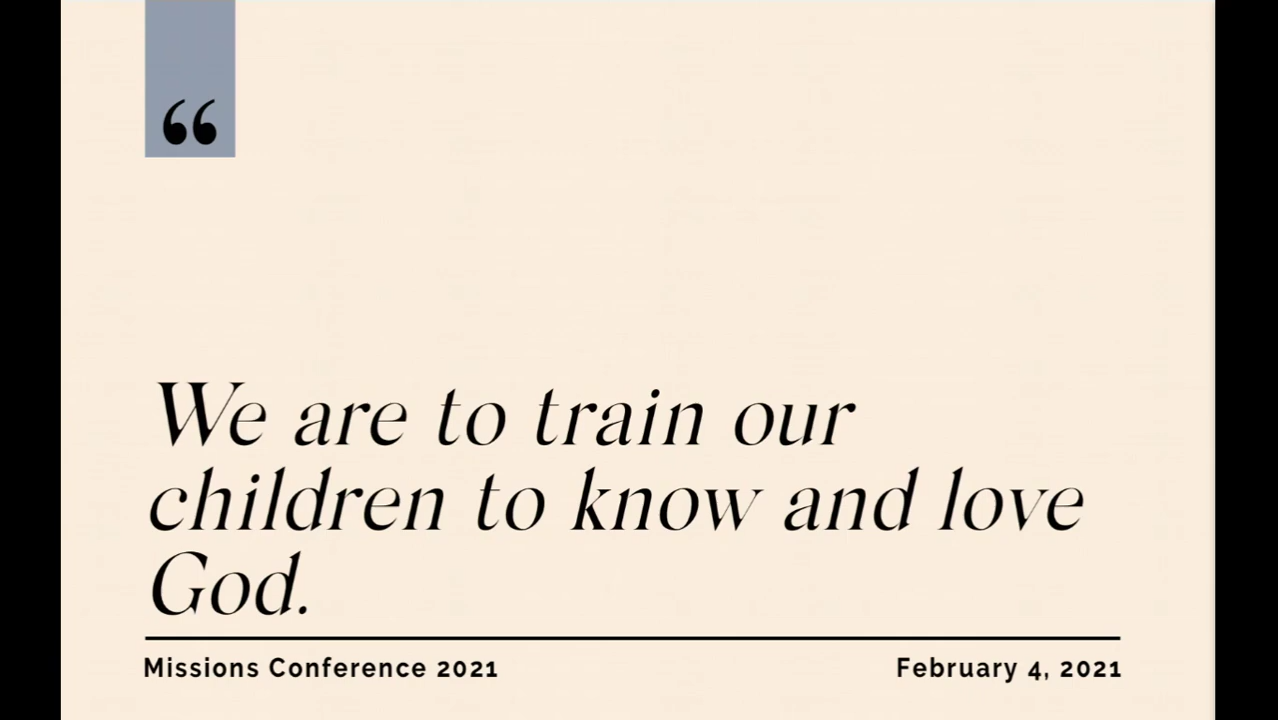 “
We are to train our
children to know and love
God.
Missions Conference 2021
February 4, 2021